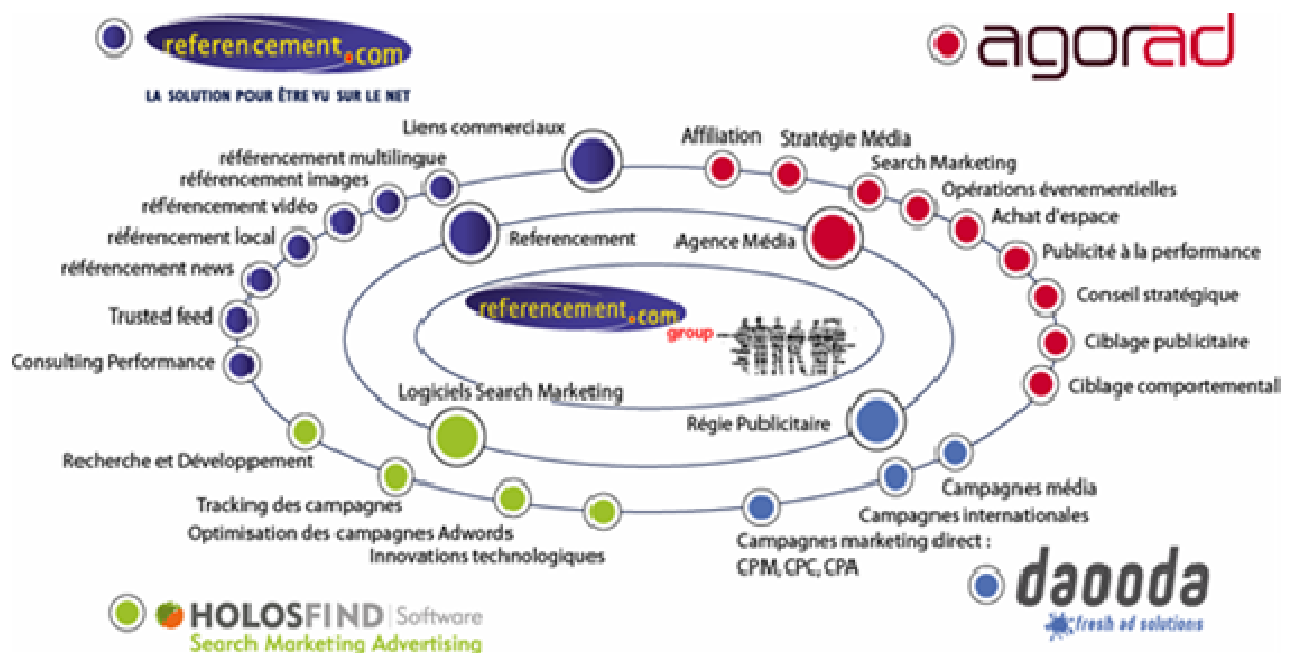 referencement.com
LA SOLUTION POUR ÊTRE VU SUR LE NET
agorad
Liens commerciaux
référencement multilingue
référencement images
référencement vidéo
référencement local
référencement news
Trusted feed
Consulting Performance
Affiliation
Stratégie Média
Search Marketing
Opérations évenementielles
Achat d'espace
Publicité à la performance
Conseil stratégique
Ciblage publicitaire
Ciblage comportementall
Referencement
Agence Média
referencement.com
group
Logiciels Search Marketing
Régie Publicitaire
Recherche et Développement
Tracking des campagnes
Optimisation des campagnes Adwords
Innovations technologiques
Campagnes média
Campagnes internationales
Campagnes marketing direct :
CPM, CPC, CPA
HOLOSFIND Software
Search Marketing Advertising
daooda
fresh ad solutions